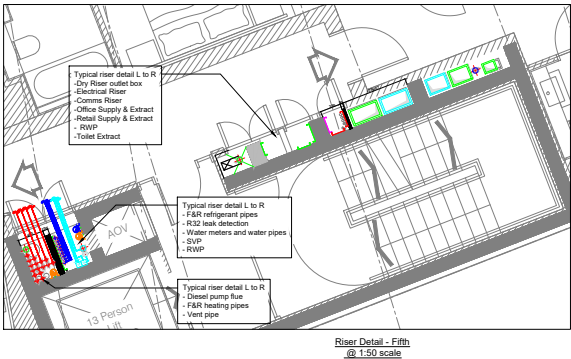 Typical riser detail L to R
-Dry Riser outlet box
-Electrical Riser
-Comms Riser
-Office Supply & Extract
-Retail Supply & Extract
- RWP
-Toilet Extract
Typical riser detail L to R
- F&R refrigerant pipes
- R32 leak detection
- Water meters and water pipes
- SVP
- RWP
AOV
Typical riser detail L to R
- Diesel pump flue
- F&R heating pipes
- Vent pipe
13 Person
Lift
Riser Detail - Fifth
@ 1:50 scale